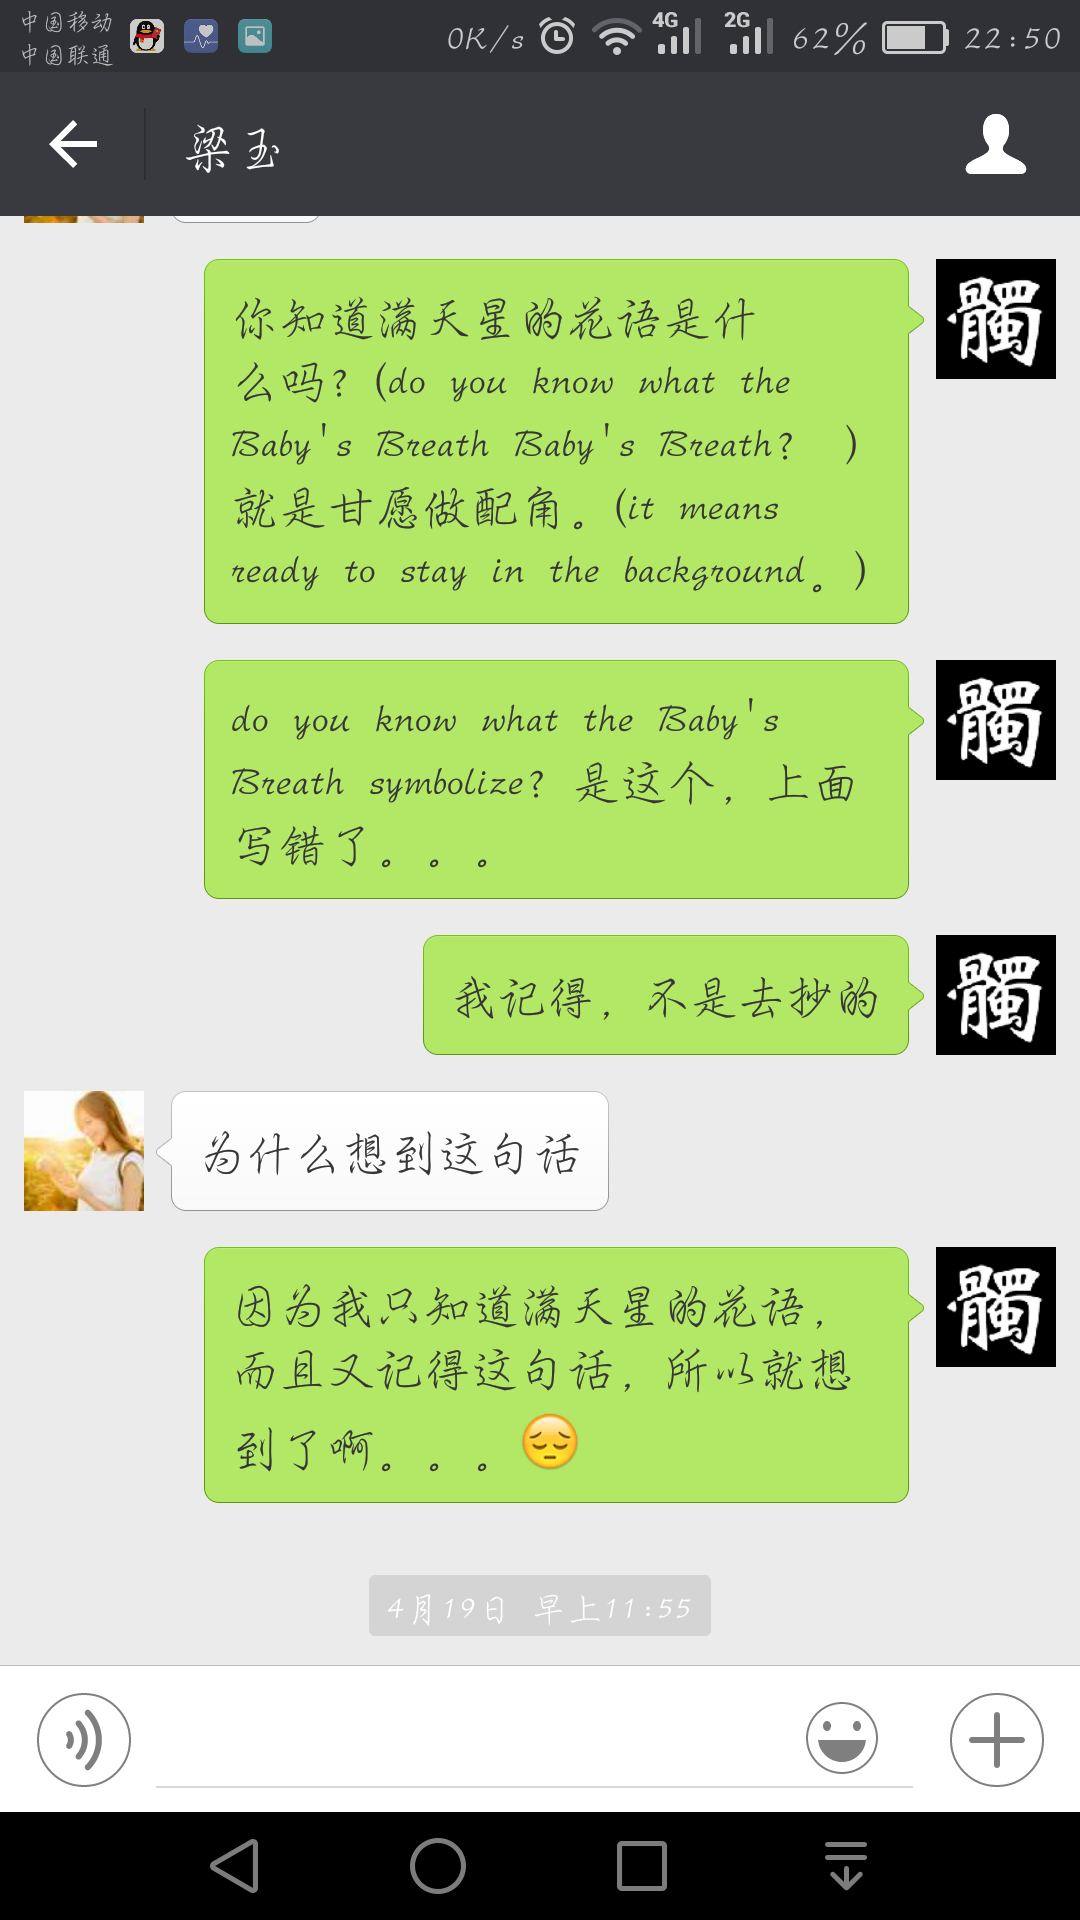 中国移动
中国联通
0K/s 4G 2G 62% 22:50
梁玉
你知道满天星的花语是什
么吗？(do you know what the
Baby's Breath Baby's Breath? )
就是甘愿做配角。(it means
ready to stay in the background。)
髑
do you know what the Baby's
Breath symbolize? 是这个，上面
写错了。。。
髑
我记得，不是去抄的
髑
为什么想到这句话
因为我只知道满天星的花语，
而且又记得这句话，所以就想
到了啊。。。😔
髑
4月19日 早上11:55